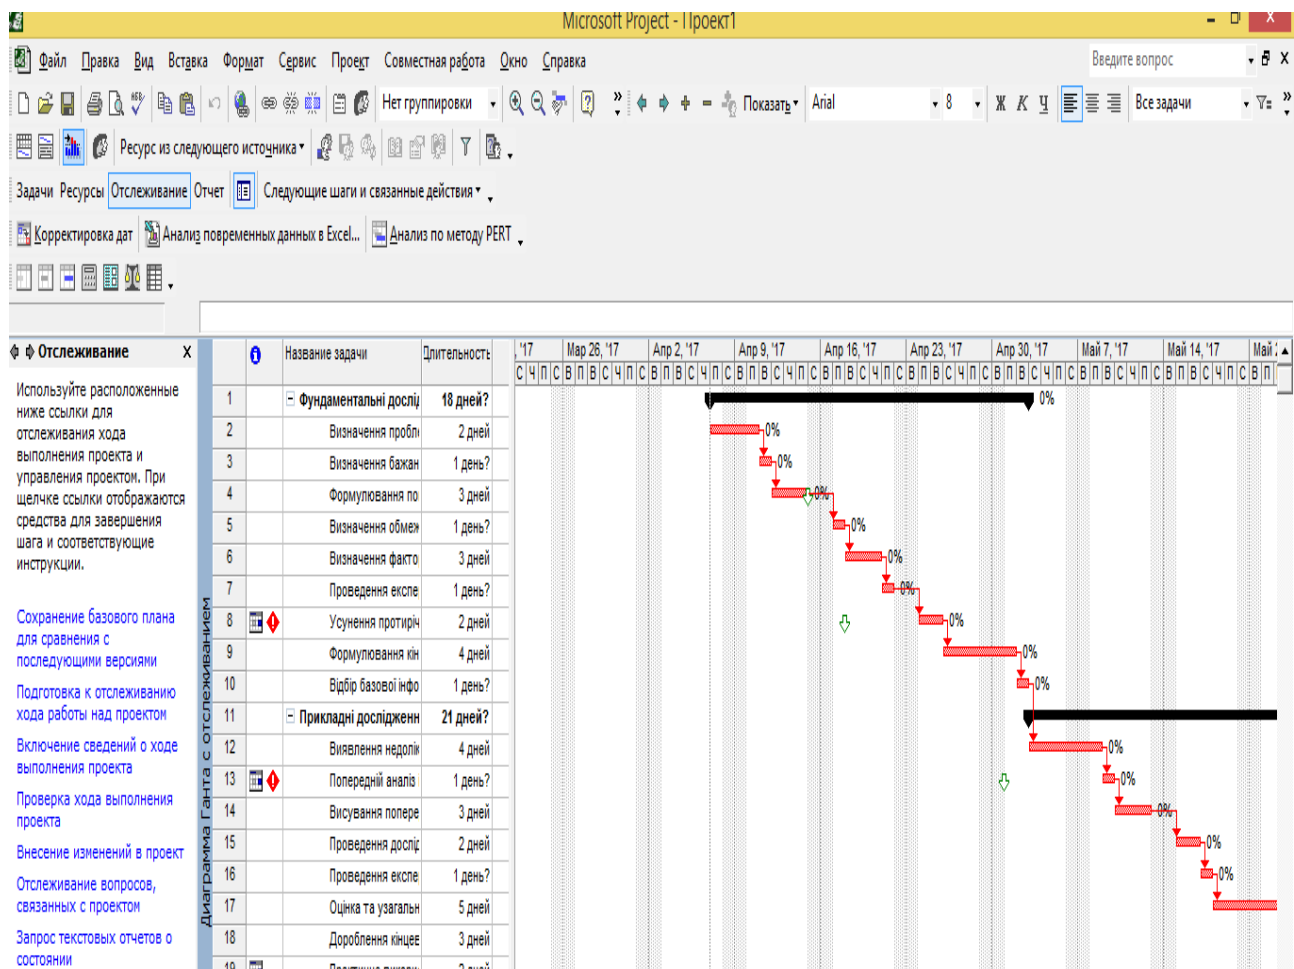 Microsoft Project - Проект1
Файл Правка Вид Вставка Формат Сервис Проект Совместная работа Окно Справка Введите вопрос
Нет группировки Показать Arial 8 Ж К Ч Все задачи
Ресурс из следующего источника
Задачи Ресурсы Отслеживание Отчет Следующие шаги и связанные действия
Корректировка дат Анализ повременных данных в Excel... Анализ по методу PERT
Отслеживание X
Используйте расположенные
ниже ссылки для
отслеживания хода
выполнения проекта и
управления проектом. При
щелчке ссылки отображаются
средства для завершения
шага и соответствующие
инструкции.
Сохранение базового плана
для сравнения с
последующими версиями
Подготовка к отслеживанию
хода работы над проектом
Включение сведений о ходе
выполнения проекта
Проверка хода выполнения
проекта
Внесение изменений в проект
Отслеживание вопросов,
связанных с проектом
Запрос текстовых отчетов о
состоянии
Диаграмма Ганта с отслеживанием
Название задачи Длительность
, '17 Мар 26, '17 Апр 2, '17 Апр 9, '17 Апр 16, '17 Апр 23, '17 Апр 30, '17 Май 7, '17 Май 14, '17 Май
С Ч П С В П В С Ч П С В П В С Ч П С В П В С Ч П С В П В С Ч П С В П В С Ч П С В П В С Ч П С В П В С Ч П С В П В С Ч П С В П
1 Фундаментальні дослід 18 дней? 0%
2 Визначення пробл 2 дней 0%
3 Визначення бажан 1 день? 0%
4 Формулювання по 3 дней 0%
5 Визначення обмеж 1 день? 0%
6 Визначення факто 3 дней 0%
7 Проведення експе 1 день? 0%
8 Усунення протиріч 2 дней 0%
9 Формулювання кін 4 дней 0%
10 Відбір базової інфо 1 день? 0%
11 Прикладні дослідженн 21 дней?
12 Виявлення недолік 4 дней 0%
13 Попередній аналіз 1 день? 0%
14 Висування попере 3 дней 0%
15 Проведення дослід 2 дней 0%
16 Проведення експе 1 день? 0%
17 Оцінка та узагальн 5 дней
18 Дороблення кінцев 3 дней
19